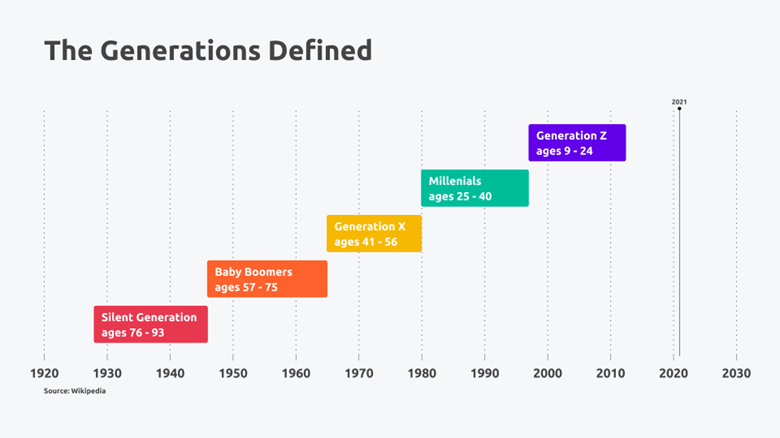 The Generations Defined
2021
Generation Z
ages 9 - 24
Millenials
ages 25 - 40
Generation X
ages 41 - 56
Baby Boomers
ages 57 - 75
Silent Generation
ages 76 - 93
1920 1930 1940 1950 1960 1970 1980 1990 2000 2010 2020 2030
Source: Wikipedia